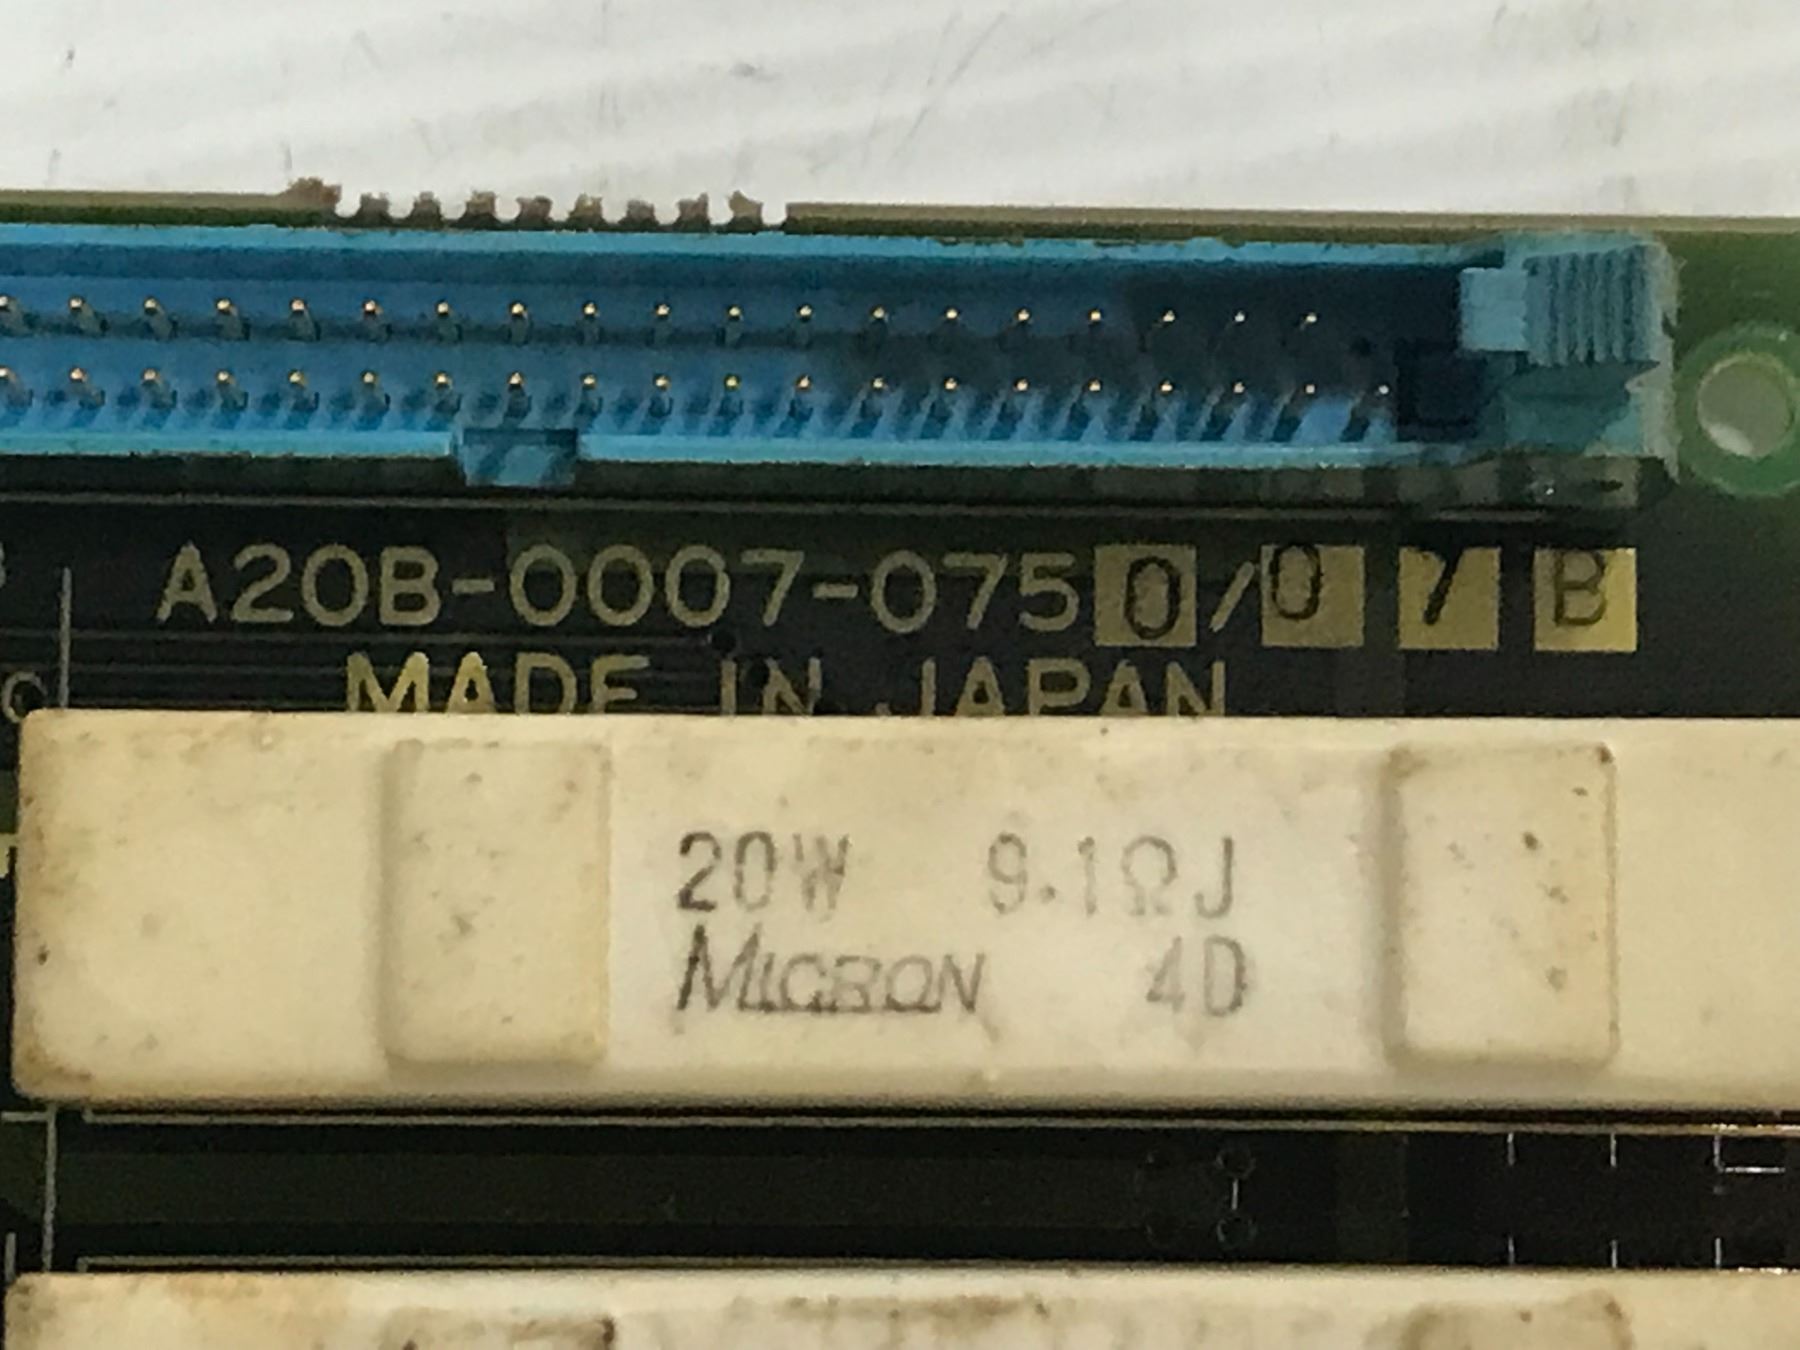 A20B-0007-0750/07B
MADE IN JAPAN
20W 9.1ΩJ
MICRON 4D